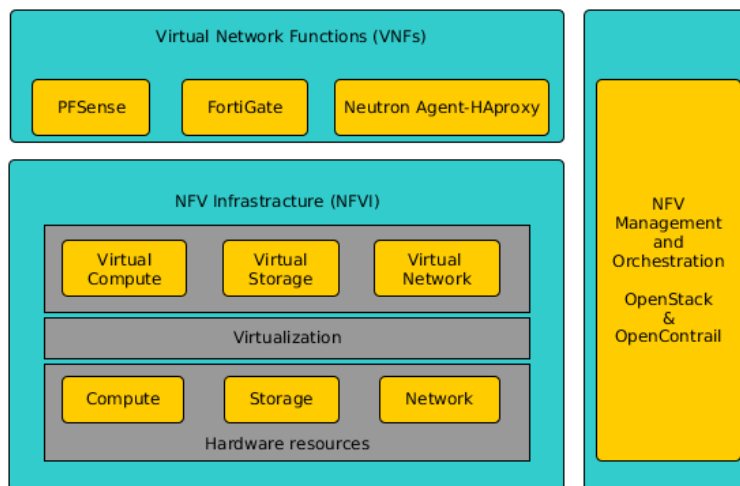 Virtual Network Functions (VNFs)
PFSense
FortiGate
Neutron Agent-HAproxy
NFV Infrastracture (NFVI)
Virtual
Compute
Virtual
Storage
Virtual
Network
Virtualization
Compute
Storage
Network
Hardware resources
NFV
Management
and
Orchestration
OpenStack
&
OpenContrail